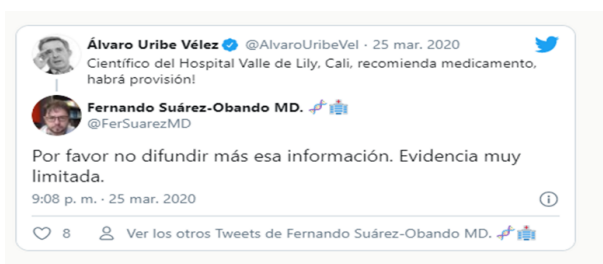 Álvaro Uribe Vélez @AlvaroUribeVel · 25 mar. 2020
Científico del Hospital Valle de Lily, Cali, recomienda medicamento,
habrá provisión!
Fernando Suárez-Obando MD.
@FerSuarezMD
Por favor no difundir más esa información. Evidencia muy
limitada.
9:08 p. m. · 25 mar. 2020
8 Ver los otros Tweets de Fernando Suárez-Obando MD.